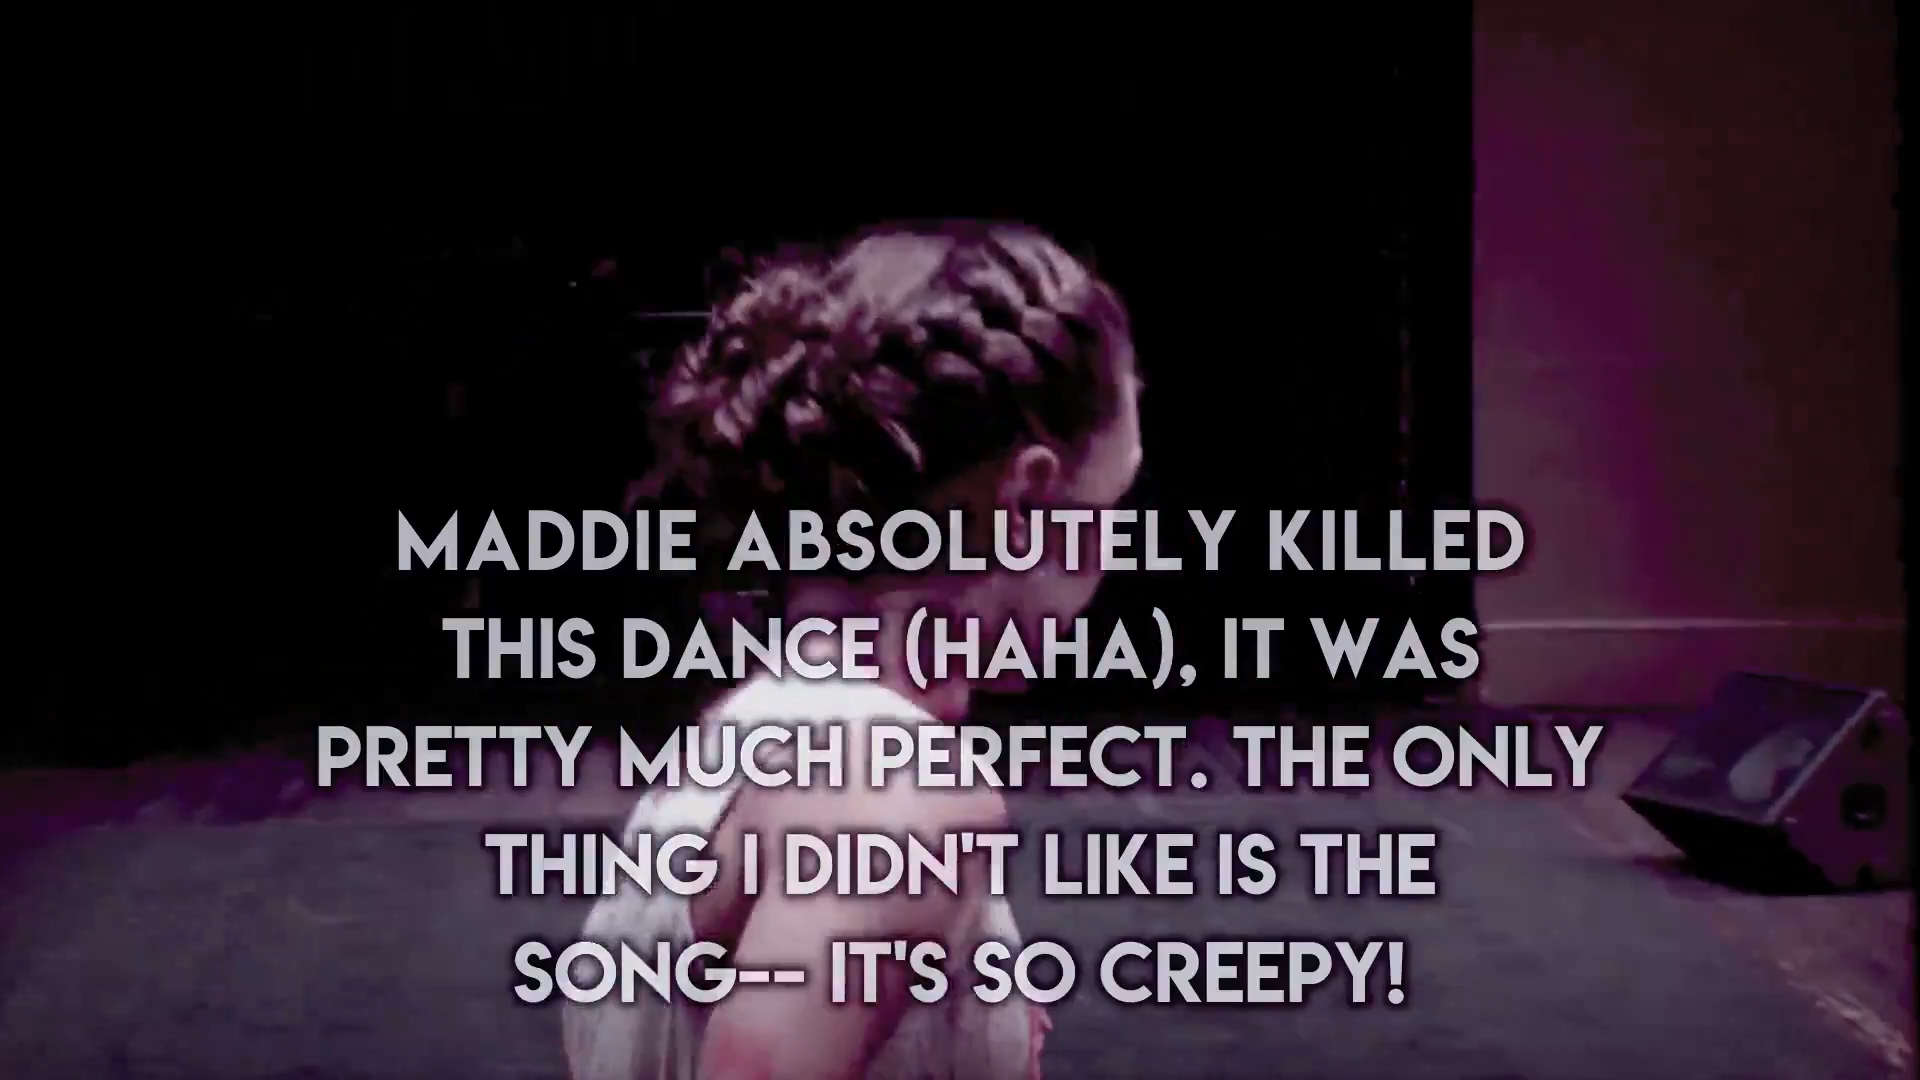 MADDIE ABSOLUTELY KILLED
THIS DANCE (HAHA), IT WAS
PRETTY MUCH PERFECT. THE ONLY
THING I DIDN'T LIKE IS THE
SONG-- IT'S SO CREEPY!